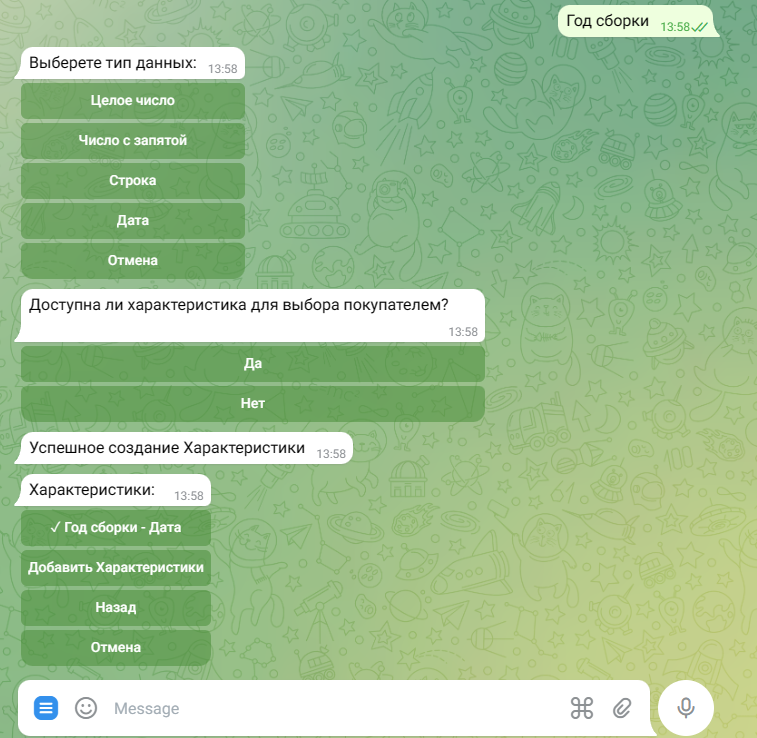 Год сборки 13:58
Выберете тип данных: 13:58
Целое число
Число с запятой
Строка
Дата
Отмена
Доступна ли характеристика для выбора покупателем?
13:58
Да
Нет
Успешное создание Характеристики 13:58
Характеристики: 13:58
✓ Год сборки - Дата
Добавить Характеристики
Назад
Отмена
Message